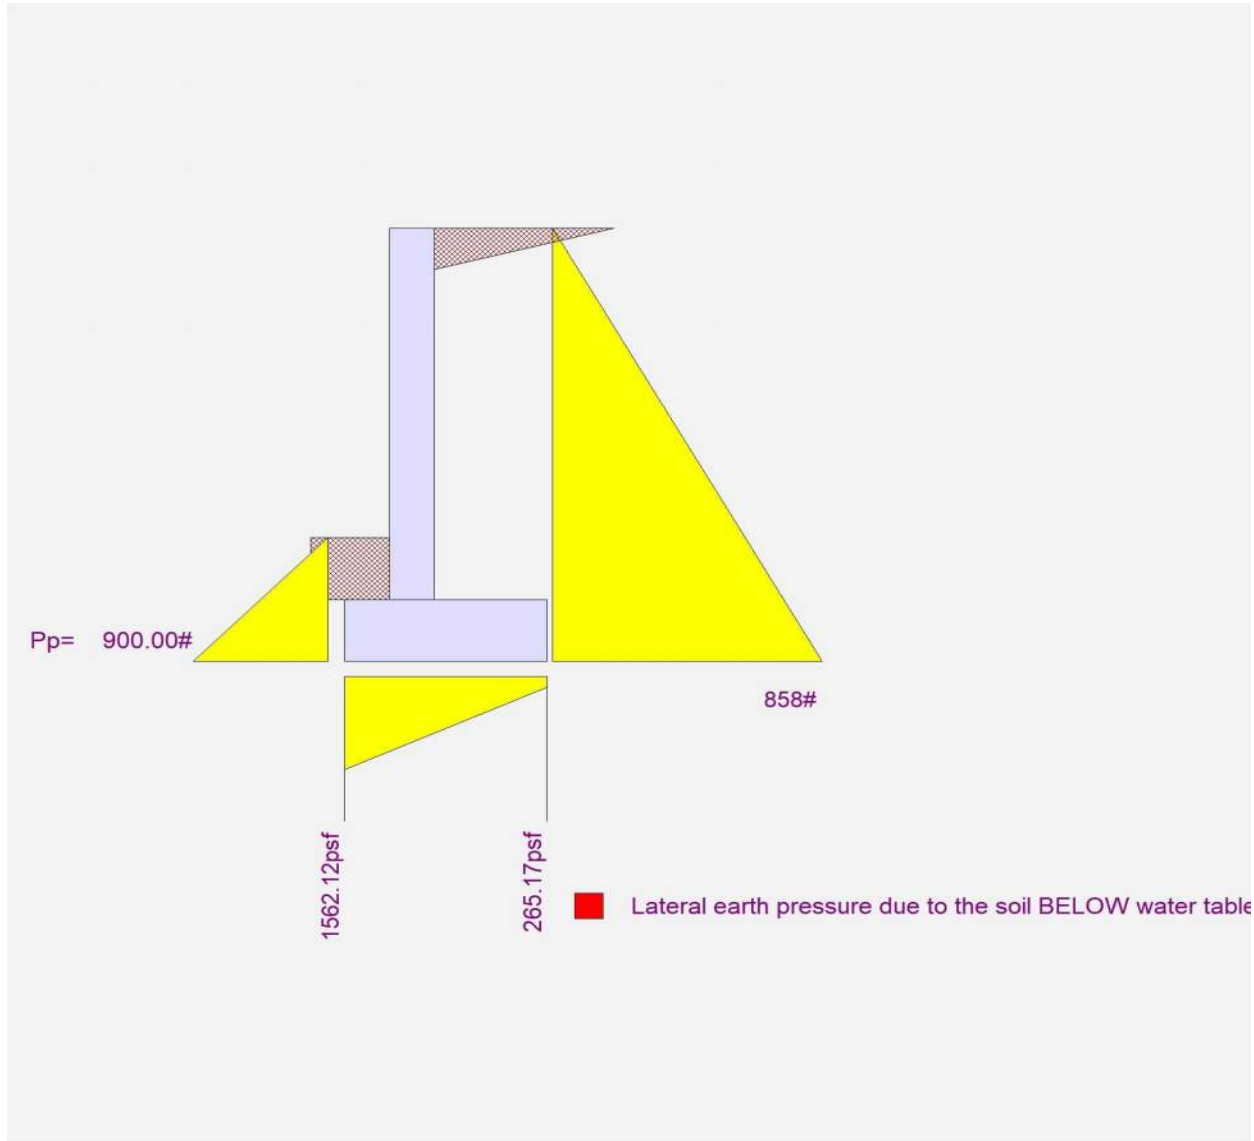 Pp= 900.00#
858#
1562.12psf
265.17psf
Lateral earth pressure due to the soil BELOW water table